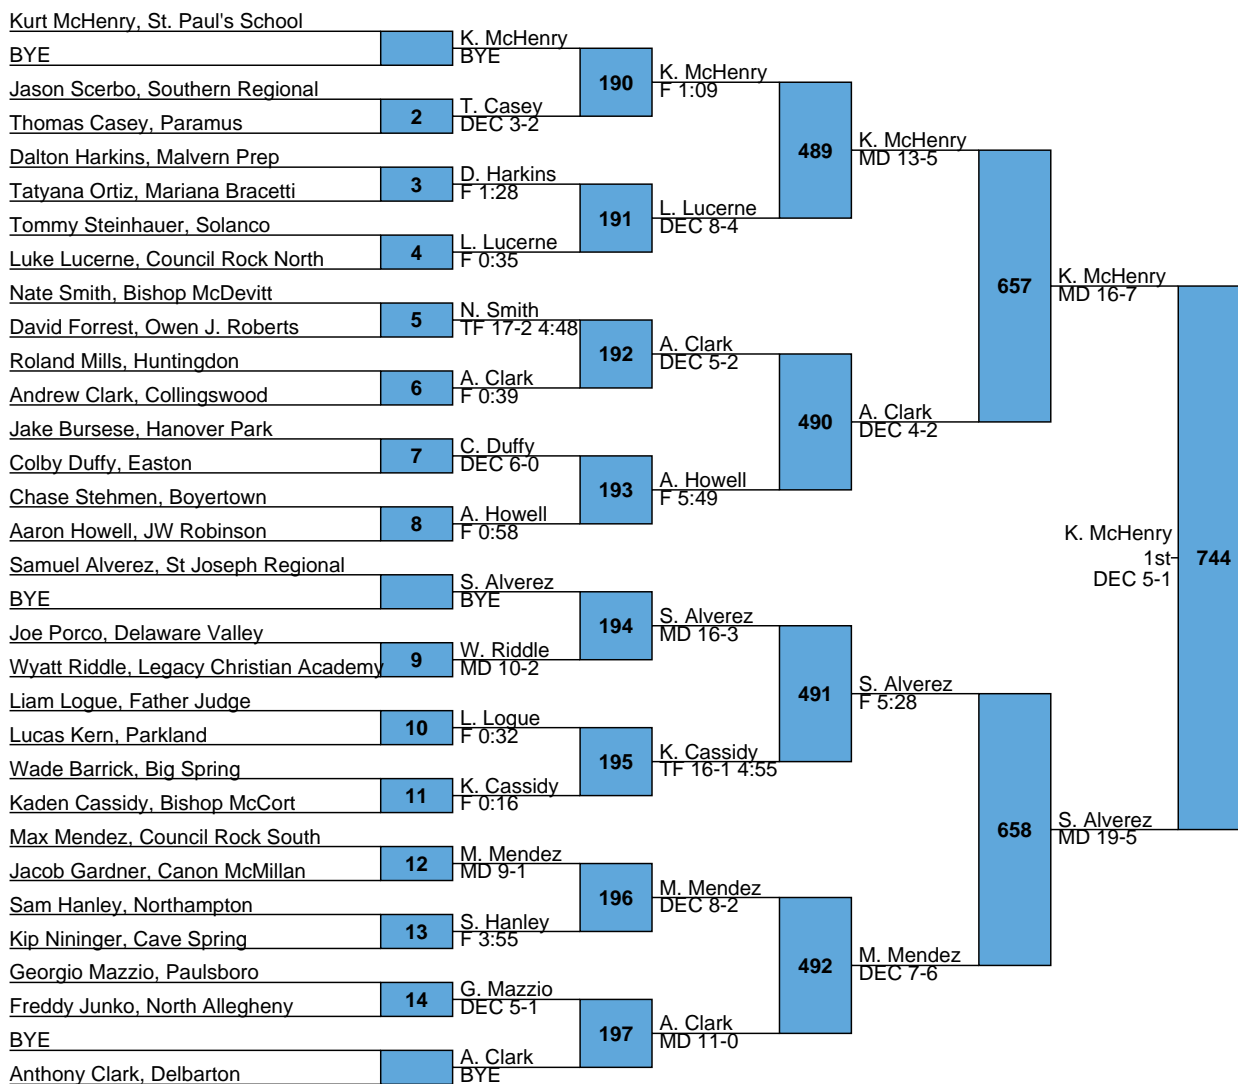 Kurt McHenry, St. Paul's School
BYE
Jason Scerbo, Southern Regional
Thomas Casey, Paramus
Dalton Harkins, Malvern Prep
Tatyana Ortiz, Mariana Bracetti
Tommy Steinhauer, Solanco
Luke Lucerne, Council Rock North
Nate Smith, Bishop McDevitt
David Forrest, Owen J. Roberts
Roland Mills, Huntingdon
Andrew Clark, Collingswood
Jake Bursese, Hanover Park
Colby Duffy, Easton
Chase Stehmen, Boyertown
Aaron Howell, JW Robinson
Samuel Alverez, St Joseph Regional
BYE
Joe Porco, Delaware Valley
Wyatt Riddle, Legacy Christian Academy
Liam Logue, Father Judge
Lucas Kern, Parkland
Wade Barrick, Big Spring
Kaden Cassidy, Bishop McCort
Max Mendez, Council Rock South
Jacob Gardner, Canon McMillan
Sam Hanley, Northampton
Kip Nininger, Cave Spring
Georgio Mazzio, Paulsboro
Freddy Junko, North Allegheny
BYE
Anthony Clark, Delbarton
2
3
4
5
6
7
8
9
10
11
12
13
14
K. McHenry
BYE
T. Casey
DEC 3-2
D. Harkins
F 1:28
L. Lucerne
F 0:35
N. Smith
TF 17-2 4:48
A. Clark
F 0:39
C. Duffy
DEC 6-0
A. Howell
F 0:58
S. Alverez
BYE
W. Riddle
MD 10-2
L. Logue
F 0:32
K. Cassidy
F 0:16
M. Mendez
MD 9-1
S. Hanley
F 3:55
G. Mazzio
DEC 5-1
A. Clark
BYE
190
191
192
193
194
195
196
197
K. McHenry
F 1:09
L. Lucerne
DEC 8-4
A. Clark
DEC 5-2
A. Howell
F 5:49
S. Alverez
MD 16-3
K. Cassidy
TF 16-1 4:55
M. Mendez
DEC 8-2
A. Clark
MD 11-0
489
490
491
492
K. McHenry
MD 13-5
A. Clark
DEC 4-2
S. Alverez
F 5:28
M. Mendez
DEC 7-6
657
658
K. McHenry
MD 16-7
S. Alverez
MD 19-5
K. McHenry
1st
DEC 5-1
744